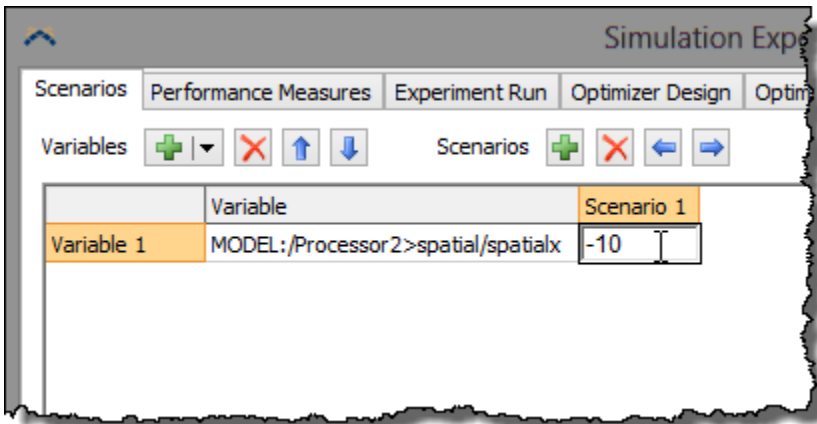 Simulation Expe
Scenarios Performance Measures Experiment Run Optimizer Design Optim
Variables Scenarios
Variable Scenario 1
Variable 1 MODEL:/Processor2>spatial/spatialx -10